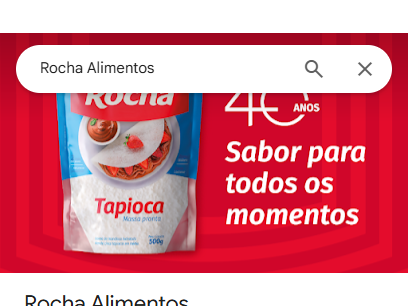 Rocha Alimentos
Rocha
40
ANOS
Sabor para
todos os
momentos
Tapioca
Massa pronta
500g
Rocha Alimentos